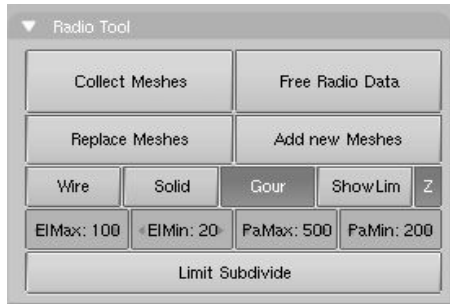 Radio Tool
Collect Meshes Free Radio Data
Replace Meshes Add new Meshes
Wire Solid Gour ShowLim Z
ElMax: 100 ElMin: 20 PaMax: 500 PaMin: 200
Limit Subdivide